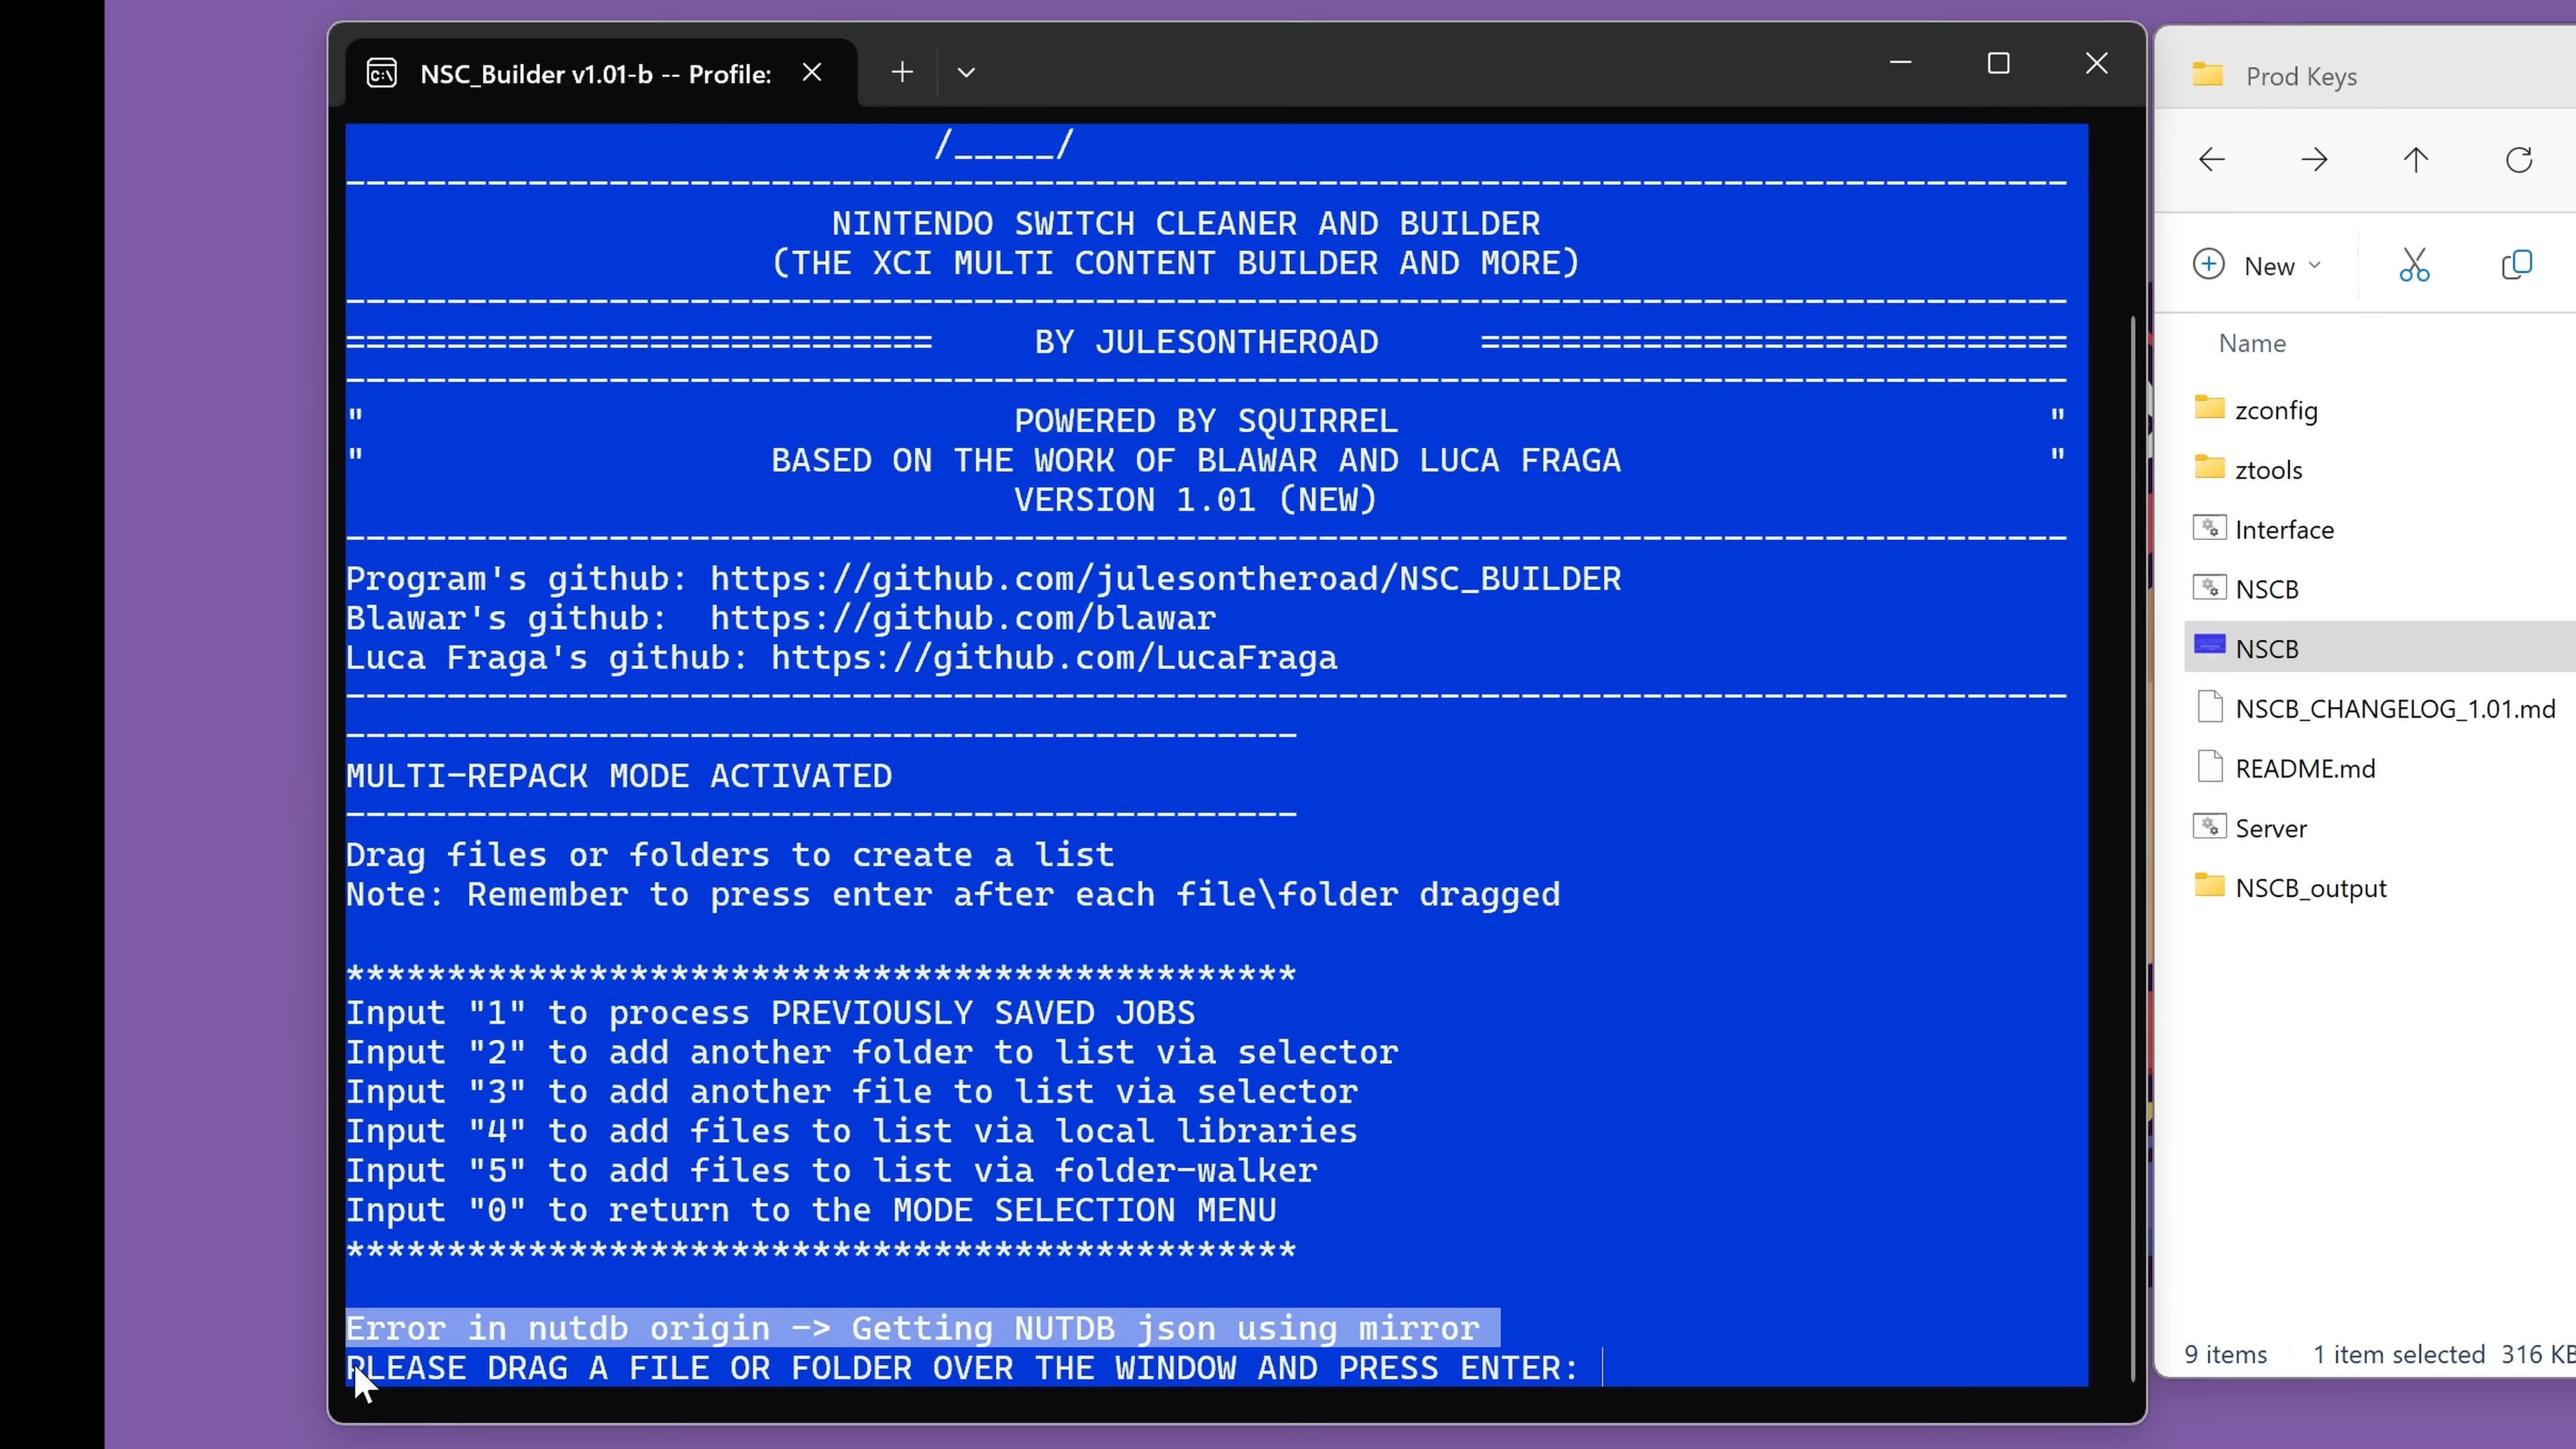 NSC_Builder v1.01-b -- Profile:
/_____/
-------------------------------------------------------------------------------------
NINTENDO SWITCH CLEANER AND BUILDER
(THE XCI MULTI CONTENT BUILDER AND MORE)
-------------------------------------------------------------------------------------
============================= BY JULESONTHEROAD =============================
-------------------------------------------------------------------------------------
" POWERED BY SQUIRREL "
" BASED ON THE WORK OF BLAWAR AND LUCA FRAGA "
VERSION 1.01 (NEW)
-------------------------------------------------------------------------------------
Program's github: https://github.com/julesontheroad/NSC_BUILDER
Blawar's github: https://github.com/blawar
Luca Fraga's github: https://github.com/LucaFraga
-------------------------------------------------------------------------------------
-----------------------------------------------
MULTI-REPACK MODE ACTIVATED
-----------------------------------------------
Drag files or folders to create a list
Note: Remember to press enter after each file\folder dragged
***********************************************
Input "1" to process PREVIOUSLY SAVED JOBS
Input "2" to add another folder to list via selector
Input "3" to add another file to list via selector
Input "4" to add files to list via local libraries
Input "5" to add files to list via folder-walker
Input "0" to return to the MODE SELECTION MENU
***********************************************
Error in nutdb origin -> Getting NUTDB json using mirror
PLEASE DRAG A FILE OR FOLDER OVER THE WINDOW AND PRESS ENTER:
Prod Keys
New
Name
zconfig
ztools
Interface
NSCB
NSCB
NSCB_CHANGELOG_1.01.md
README.md
Server
NSCB_output
9 items 1 item selected 316 KB